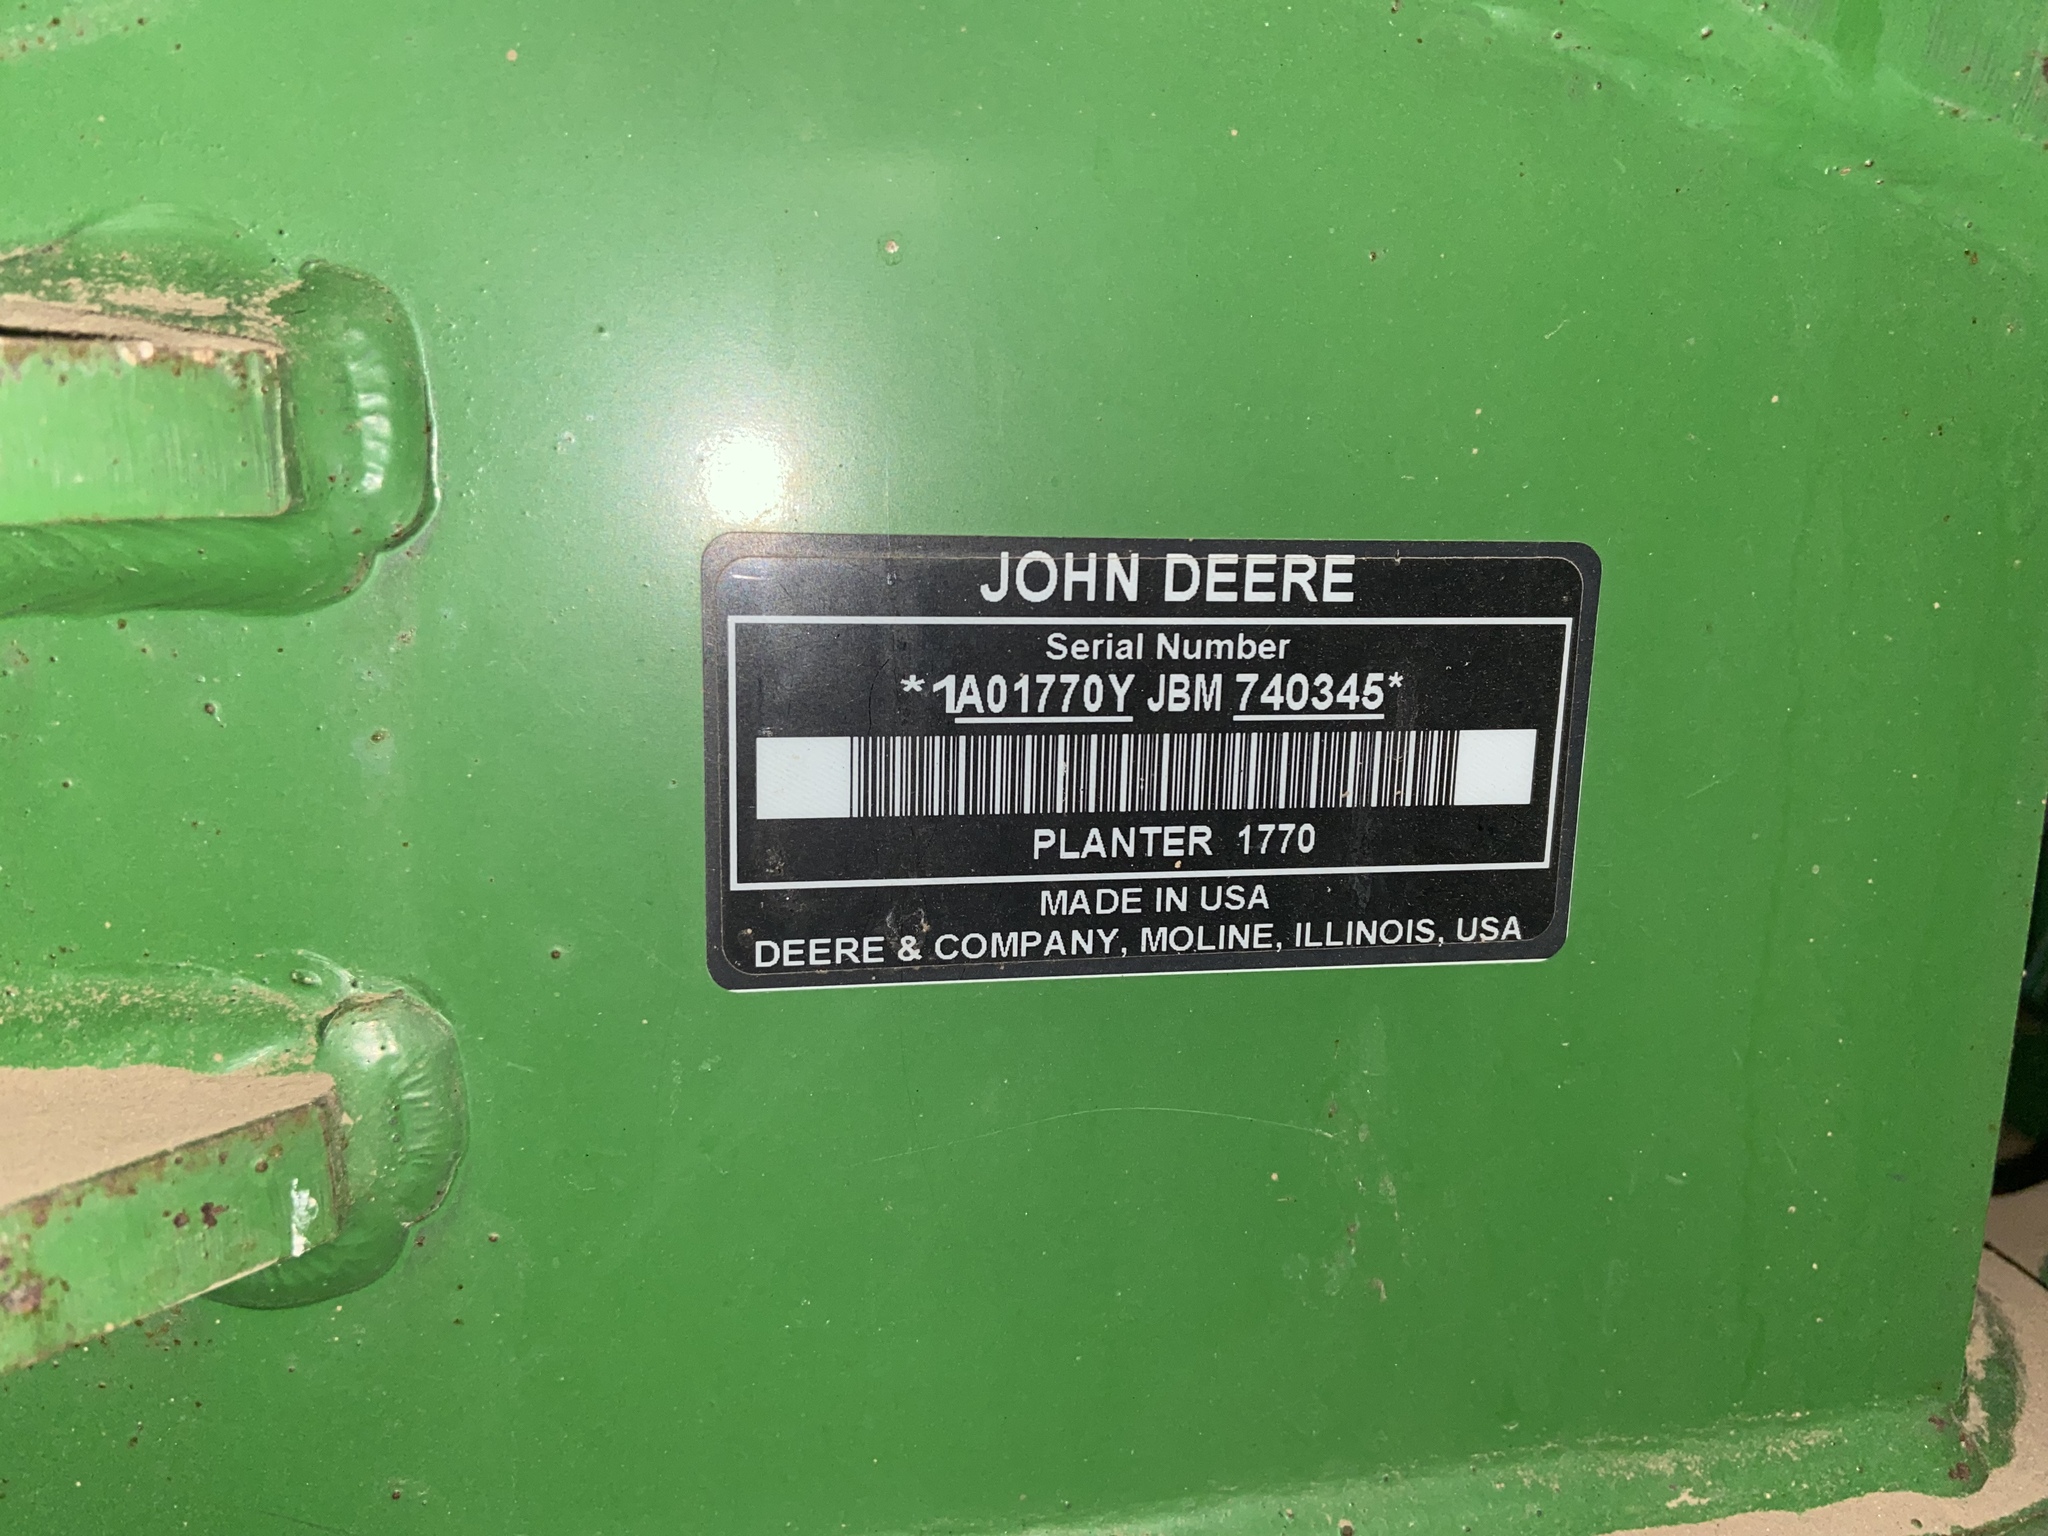 JOHN DEERE
Serial Number
*1A01770Y JBM 740345*
PLANTER 1770
MADE IN USA
DEERE & COMPANY, MOLINE, ILLINOIS, USA